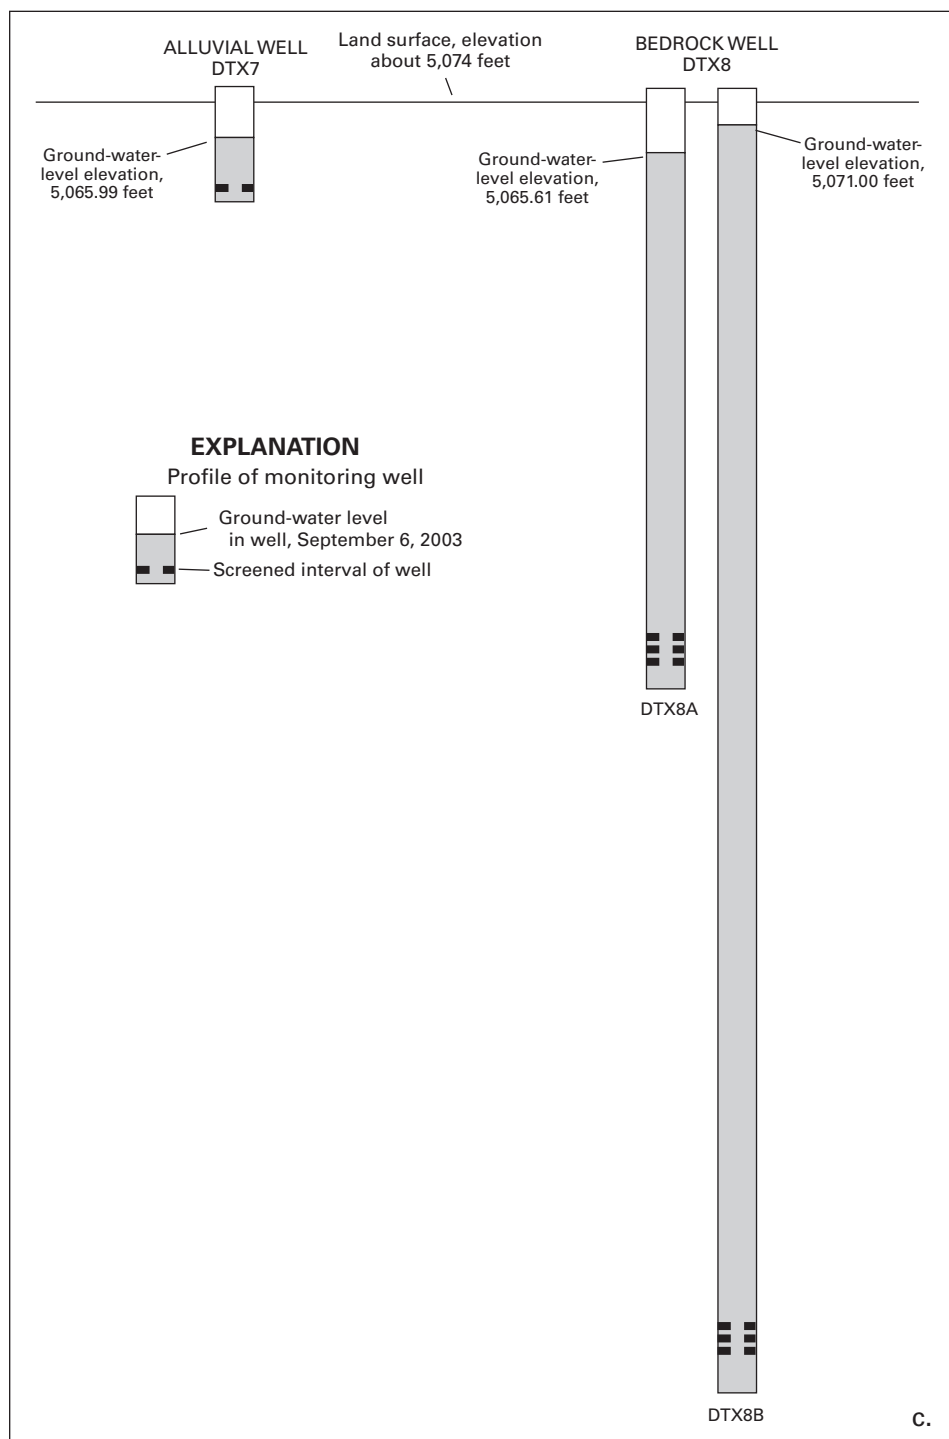 ALLUVIAL WELL
DTX7
Land surface, elevation
about 5,074 feet
BEDROCK WELL
DTX8
Ground-water-
level elevation,
5,065.99 feet
Ground-water-
level elevation,
5,065.61 feet
Ground-water-
level elevation,
5,071.00 feet
EXPLANATION
Profile of monitoring well
Ground-water level
in well, September 6, 2003
Screened interval of well
DTX8A
DTX8B
C.